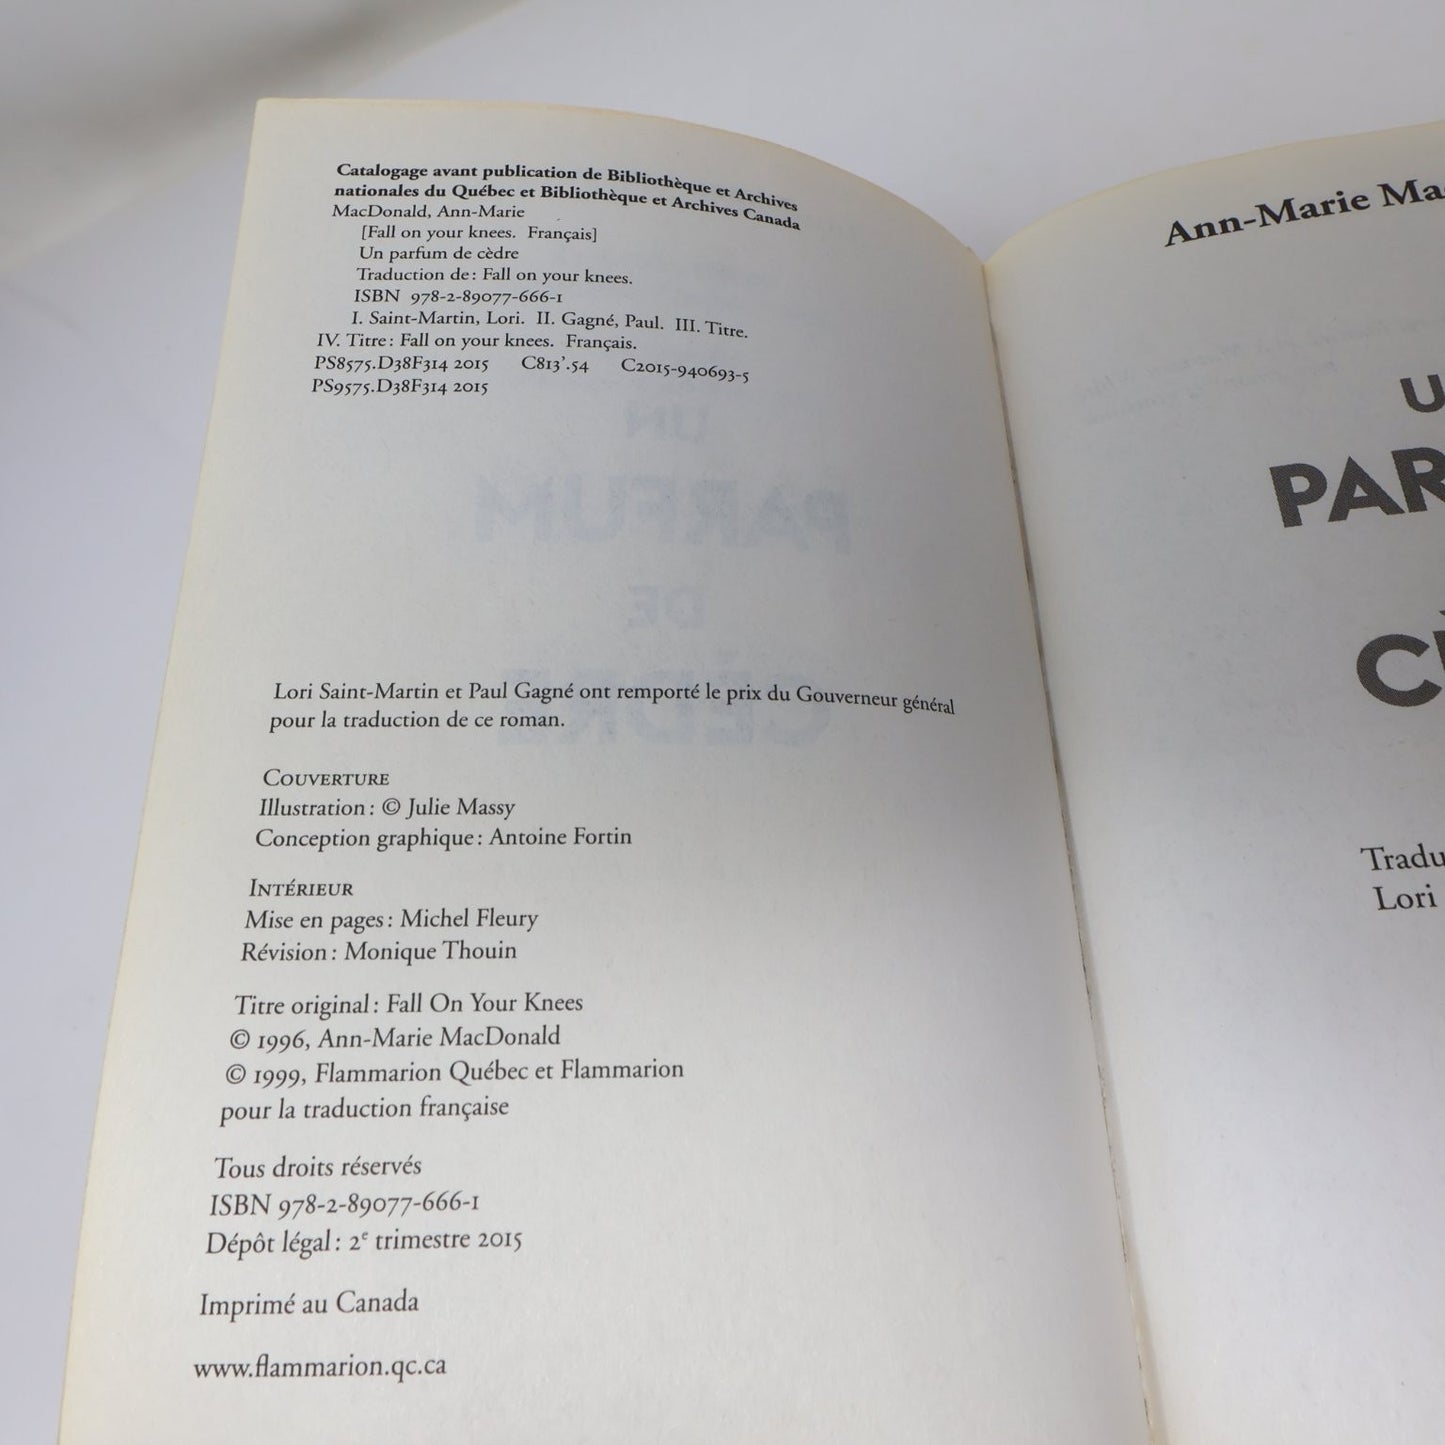 Catalogage avant publication de Bibliothèque et Archives
nationales du Québec et Bibliothèque et Archives Canada
MacDonald, Ann-Marie
[Fall on your knees. Français]
Un parfum de cèdre
Traduction de : Fall on your knees.
ISBN 978-2-89077-666-1
I. Saint-Martin, Lori. II. Gagné, Paul. III. Titre.
IV. Titre : Fall on your knees. Français.
PS8575.D38F314 2015 C813'.54 C2015-940693-5
PS9575.D38F314 2015
Lori Saint-Martin et Paul Gagné ont remporté le prix du Gouverneur général
pour la traduction de ce roman.
COUVERTURE
Illustration : © Julie Massy
Conception graphique : Antoine Fortin
INTÉRIEUR
Mise en pages : Michel Fleury
Révision : Monique Thouin
Titre original : Fall On Your Knees
© 1996, Ann-Marie MacDonald
© 1999, Flammarion Québec et Flammarion
pour la traduction française
Tous droits réservés
ISBN 978-2-89077-666-1
Dépôt légal : 2e trimestre 2015
Imprimé au Canada
www.flammarion.qc.ca
Ann-Marie Ma
U
PAR
CÈ
Tradu
Lori